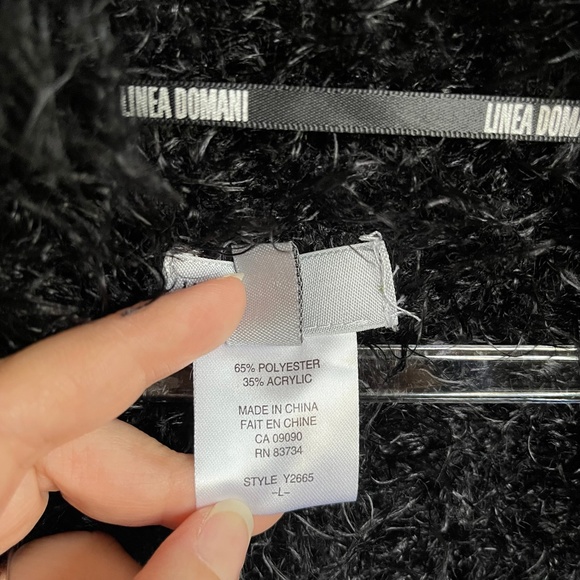 LINEA DOMANI LINEA DOMA
65% POLYESTER
35% ACRYLIC
MADE IN CHINA
FAIT EN CHINE
CA 09090
RN 83734
STYLE Y2665
-L-